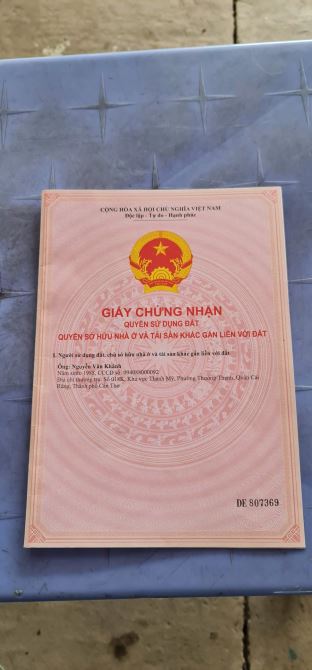 CỘNG HÒA XÃ HỘI CHỦ NGHĨA VIỆT NAM
Độc lập - Tự do - Hạnh phúc
GIẤY CHỨNG NHẬN
QUYỀN SỬ DỤNG ĐẤT
QUYỀN SỞ HỮU NHÀ Ở VÀ TÀI SẢN KHÁC GẮN LIỀN VỚI ĐẤT
I. Người sử dụng đất, chủ sở hữu nhà ở và tài sản khác gắn liền với đất
Ông: Nguyễn Văn Khánh
Năm sinh: 1988, CCCD số:
Địa chỉ thường trú: Số Khu vực Thạnh Mỹ, Phường Thường Thạnh, Quận Cái
Răng, Thành phố Cần Thơ
DE 807369